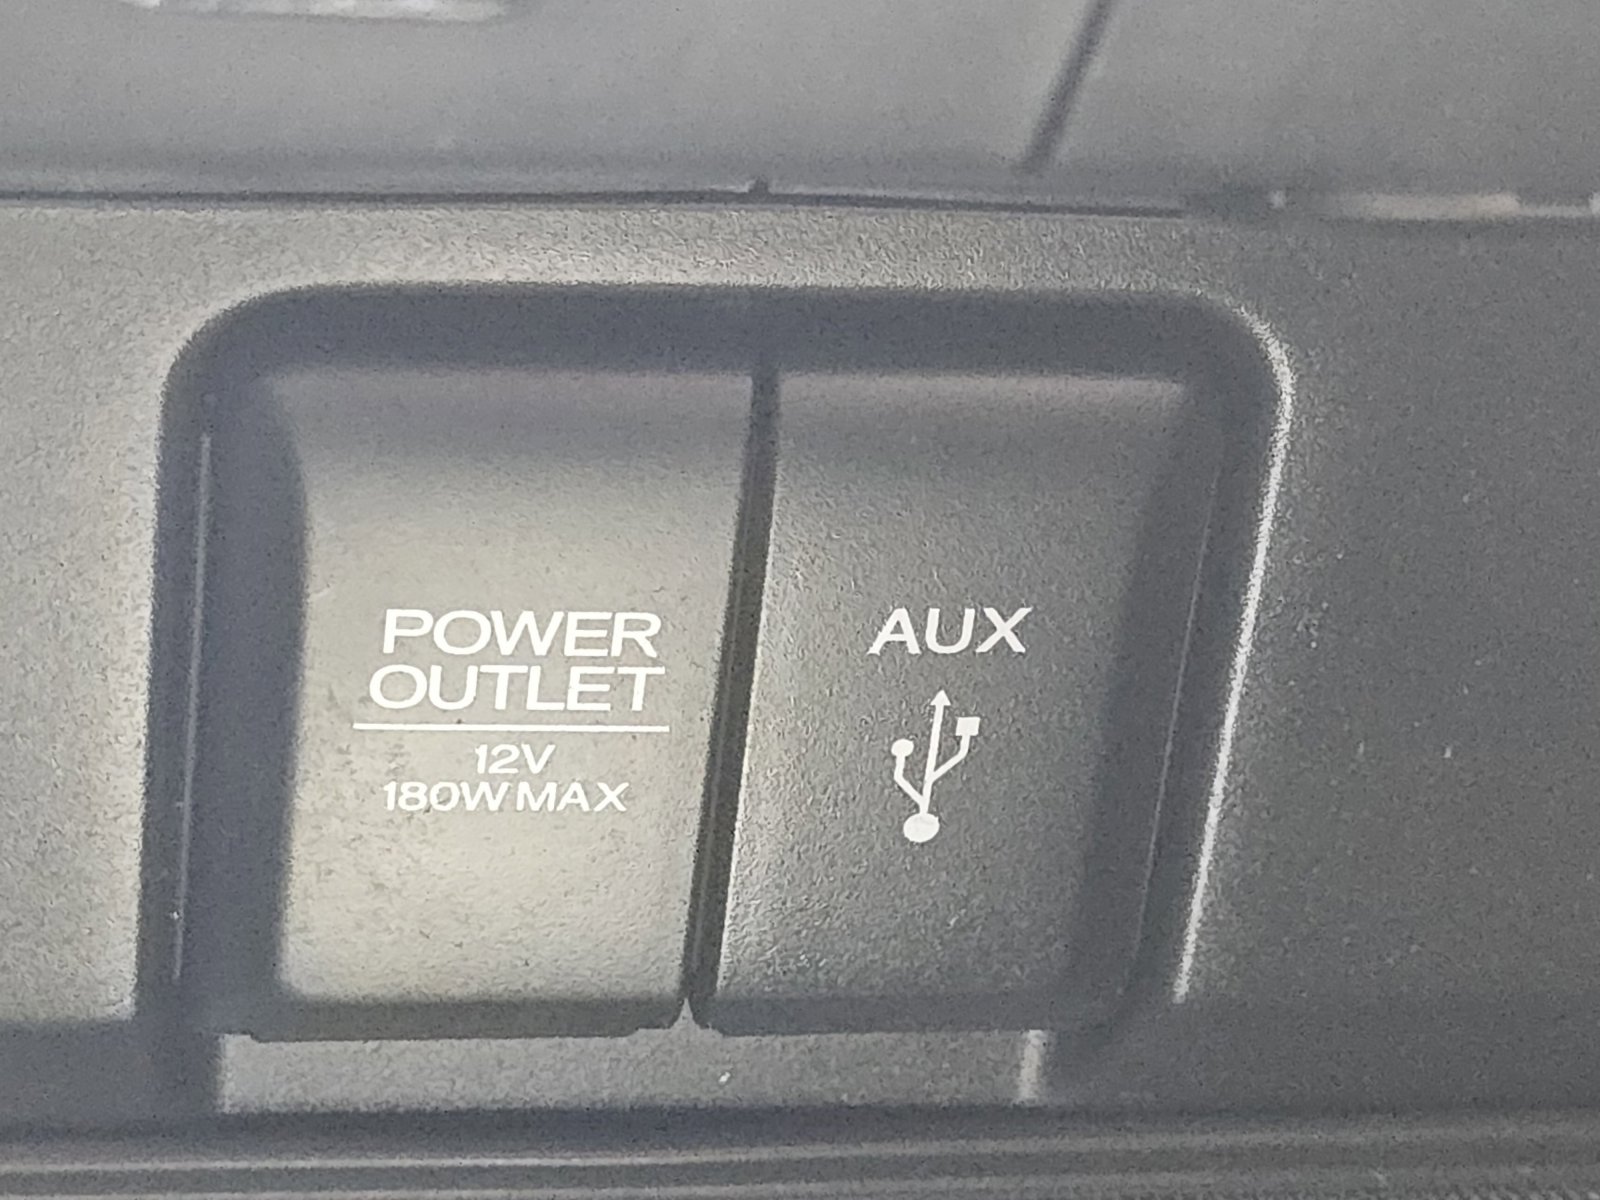 POWER
OUTLET
12V
180W MAX
AUX